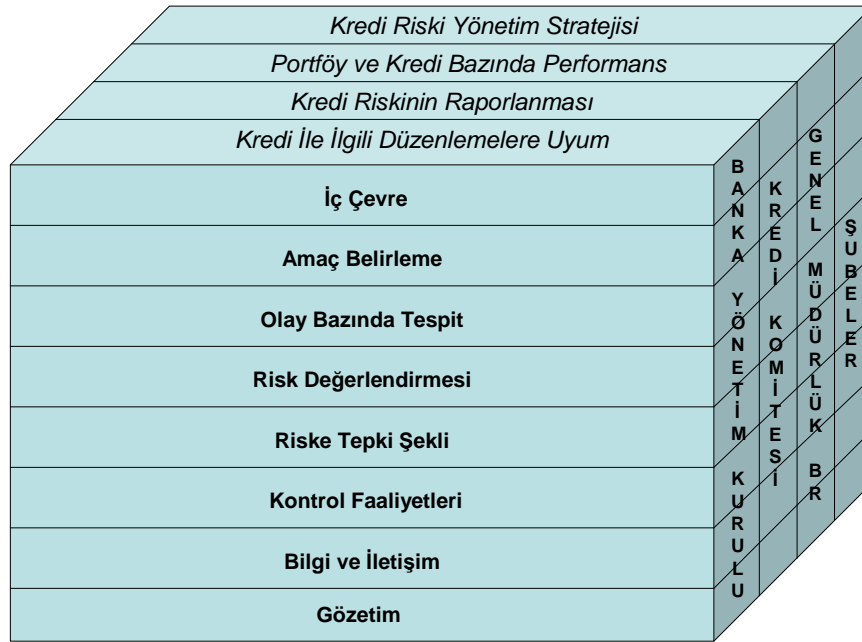 Kredi Riski Yönetim Stratejisi
Portföy ve Kredi Bazında Performans
Kredi Riskinin Raporlanması
Kredi İle İlgili Düzenlemelere Uyum
İç Çevre
Amaç Belirleme
Olay Bazında Tespit
Risk Değerlendirmesi
Riske Tepki Şekli
Kontrol Faaliyetleri
Bilgi ve İletişim
Gözetim
BANKA YÖNETİM KURULU
KREDİ KOMİTESİ
GENEL MÜDÜRLÜK BR
ŞUBELER